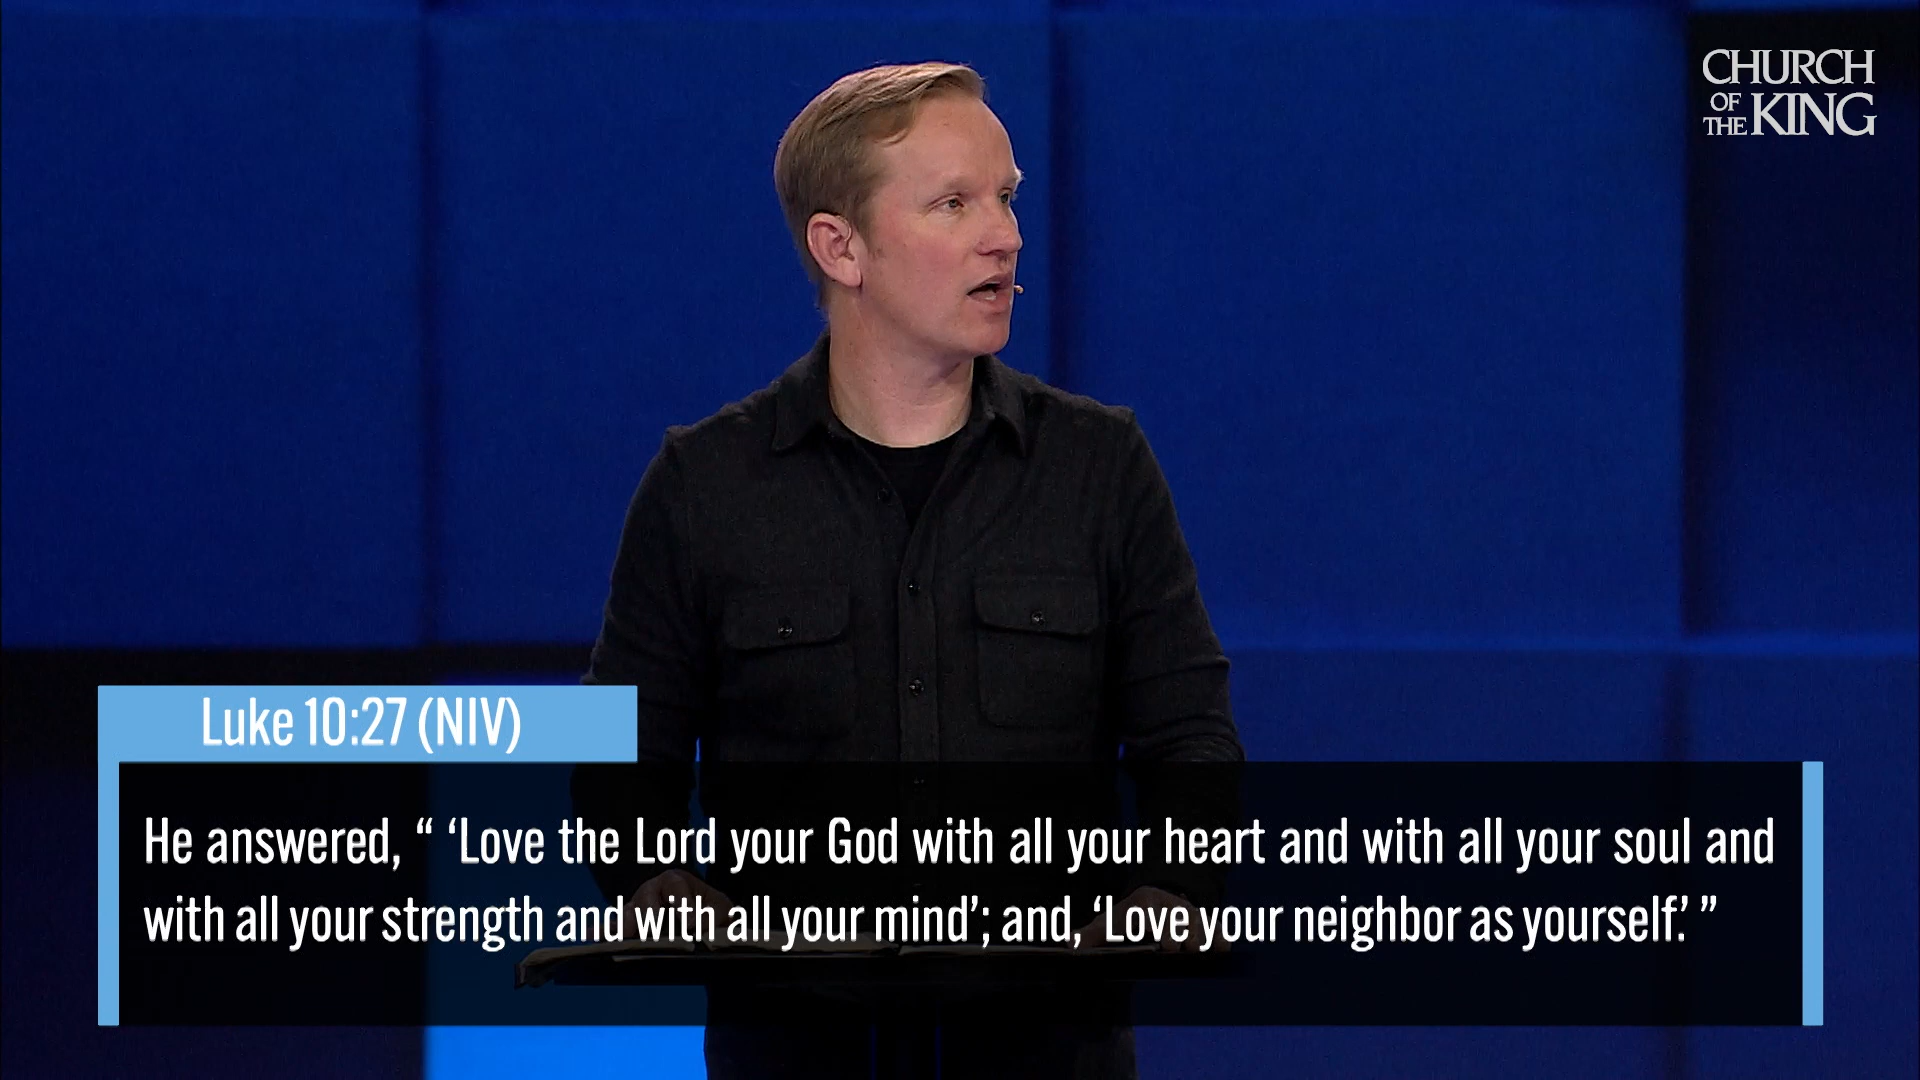 CHURCH
OF
THE KING
Luke 10:27 (NIV)
He answered, “ ‘Love the Lord your God with all your heart and with all your soul and
with all your strength and with all your mind’; and, ‘Love your neighbor as yourself.’ ”